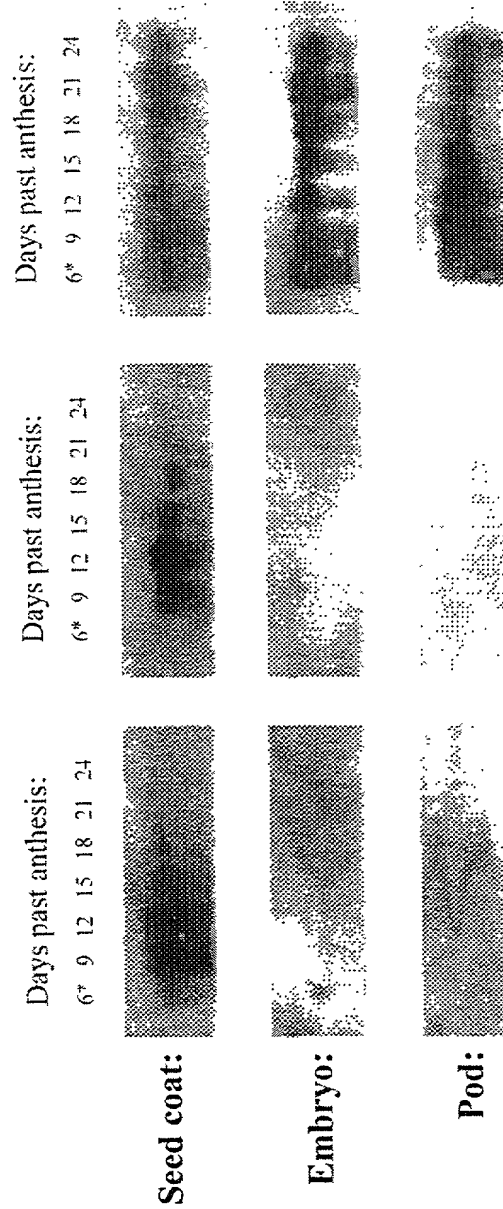 Days past anthesis: Days past anthesis: Days past anthesis:
6* 9 12 15 18 21 24 6* 9 12 15 18 21 24 6* 9 12 15 18 21 24
Seed coat:
Embryo:
Pod: